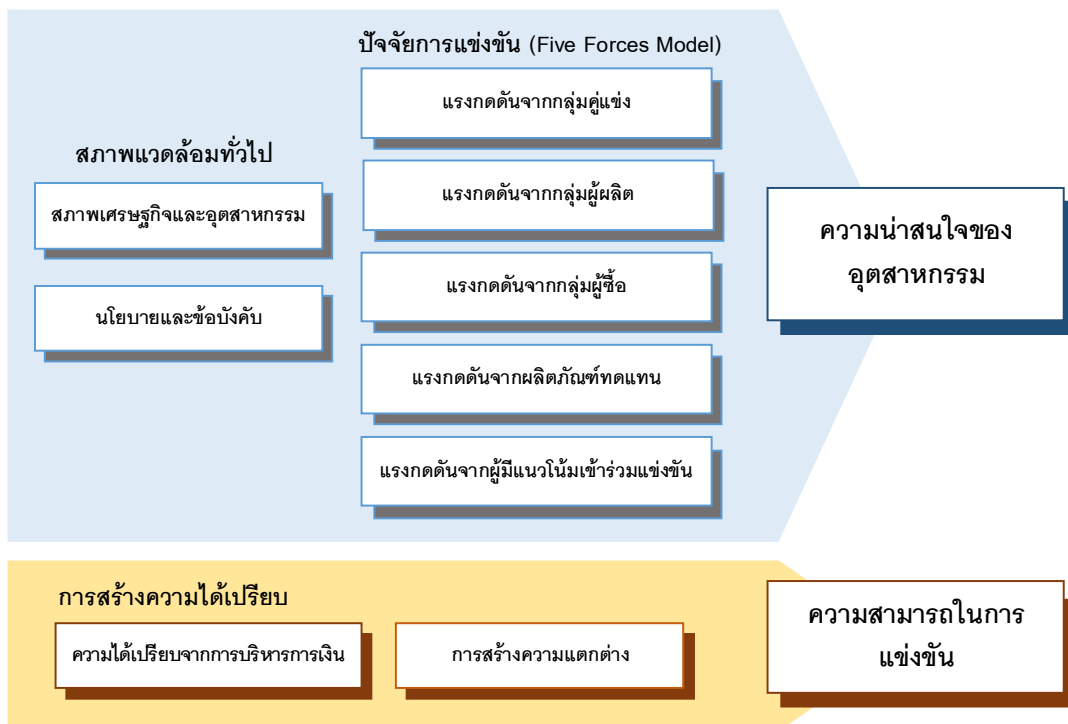 ปัจจัยการแข่งขัน (Five Forces Model)
แรงกดดันจากกลุ่มคู่แข่ง
สภาพแวดล้อมทั่วไป
สภาพเศรษฐกิจและอุตสาหกรรม
นโยบายและข้อบังคับ
แรงกดดันจากกลุ่มผู้ผลิต
แรงกดดันจากกลุ่มผู้ซื้อ
แรงกดดันจากผลิตภัณฑ์ทดแทน
แรงกดดันจากผู้มีแนวโน้มเข้าร่วมแข่งขัน
ความน่าสนใจของ
อุตสาหกรรม
การสร้างความได้เปรียบ
ความได้เปรียบจากการบริหารการเงิน
การสร้างความแตกต่าง
ความสามารถในการ
แข่งขัน